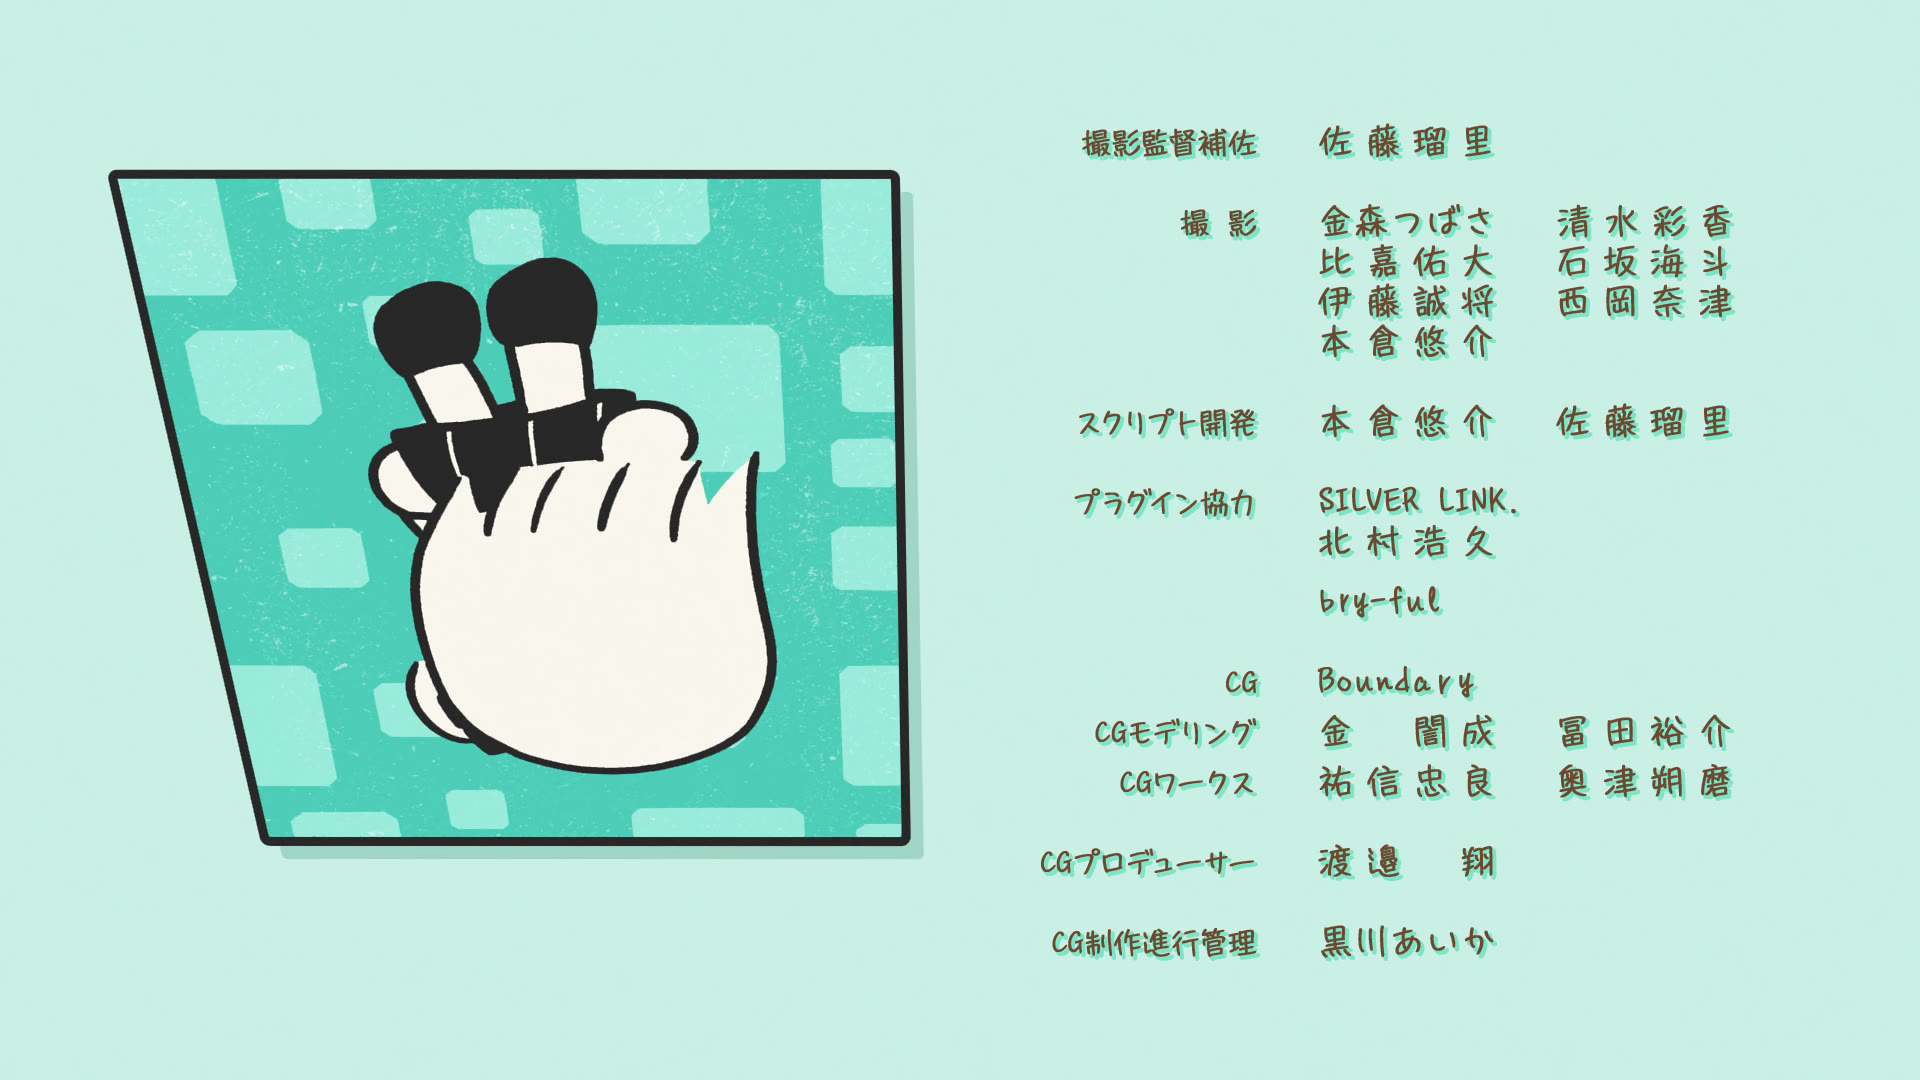 撮影監督補佐 佐藤瑠里
撮影 金森つばさ 清水彩香
比嘉佑大 石坂海斗
伊藤誠将 西岡奈津
本倉悠介
スクリプト開発 本倉悠介 佐藤瑠里
プラグイン協力 SILVER LINK.
北村浩久
bry-ful
CG Boundary
CGモデリング 金 誾成 冨田裕介
CGワークス 祐信忠良 奥津朔磨
CGプロデューサー 渡邉 翔
CG制作進行管理 黒川あいか